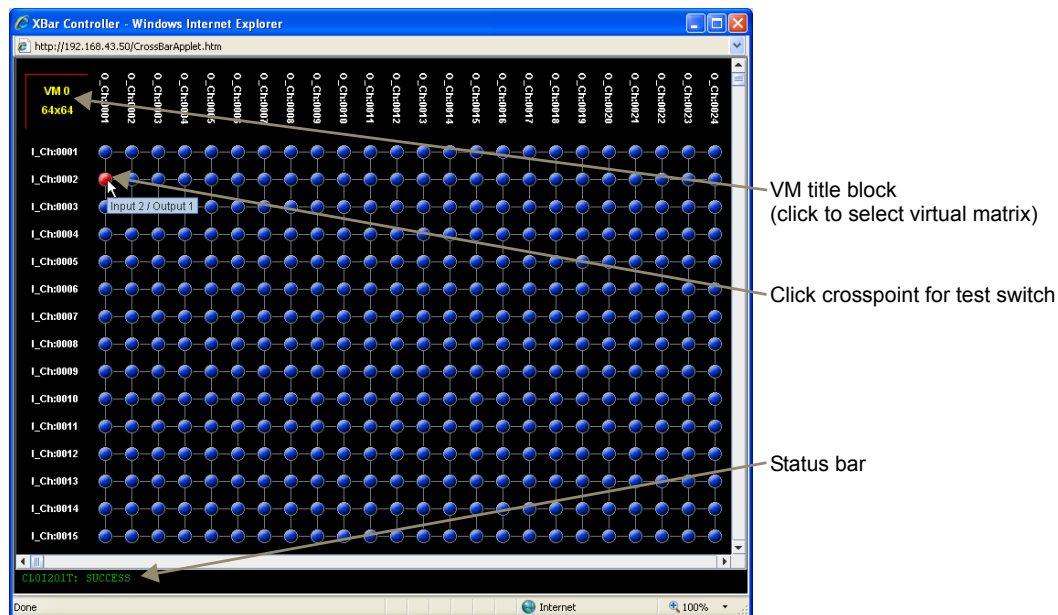 XBar Controller - Windows Internet Explorer
http://192.168.43.50/CrossBarApplet.htm
VM 0
64x64
O_Ch:0001
O_Ch:0002
O_Ch:0003
O_Ch:0004
O_Ch:0005
O_Ch:0006
O_Ch:0007
O_Ch:0008
O_Ch:0009
O_Ch:0010
O_Ch:0011
O_Ch:0012
O_Ch:0013
O_Ch:0014
O_Ch:0015
O_Ch:0016
O_Ch:0017
O_Ch:0018
O_Ch:0019
O_Ch:0020
O_Ch:0021
O_Ch:0022
O_Ch:0023
O_Ch:0024
I_Ch:0001
I_Ch:0002
Input 2 / Output 1
I_Ch:0003
I_Ch:0004
I_Ch:0005
I_Ch:0006
I_Ch:0007
I_Ch:0008
I_Ch:0009
I_Ch:0010
I_Ch:0011
I_Ch:0012
I_Ch:0013
I_Ch:0014
I_Ch:0015
CL0I2O1T: SUCCESS
Done
Internet
100%
VM title block
(click to select virtual matrix)
Click crosspoint for test switch
Status bar